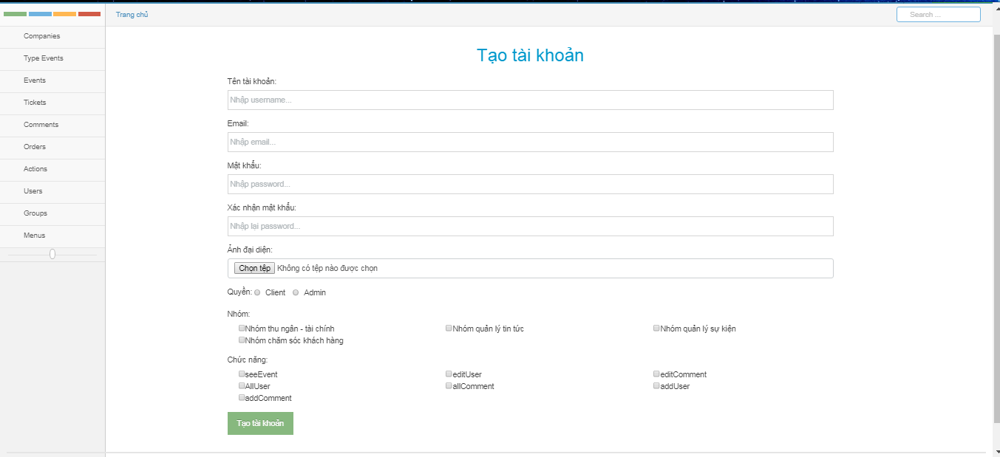 Trang chủ
Search ...
Companies
Type Events
Events
Tickets
Comments
Orders
Actions
Users
Groups
Menus
Tạo tài khoản
Tên tài khoản:
Nhập username...
Email:
Nhập email...
Mật khẩu:
Nhập password...
Xác nhận mật khẩu:
Nhập lại password...
Ảnh đại diện:
Chọn tệp Không có tệp nào được chọn
Quyền: Client Admin
Nhóm:
Nhóm thu ngân - tài chính Nhóm quản lý tin tức Nhóm quản lý sự kiện
Nhóm chăm sóc khách hàng
Chức năng:
seeEvent editUser editComment
AllUser allComment addUser
addComment
Tạo tài khoản